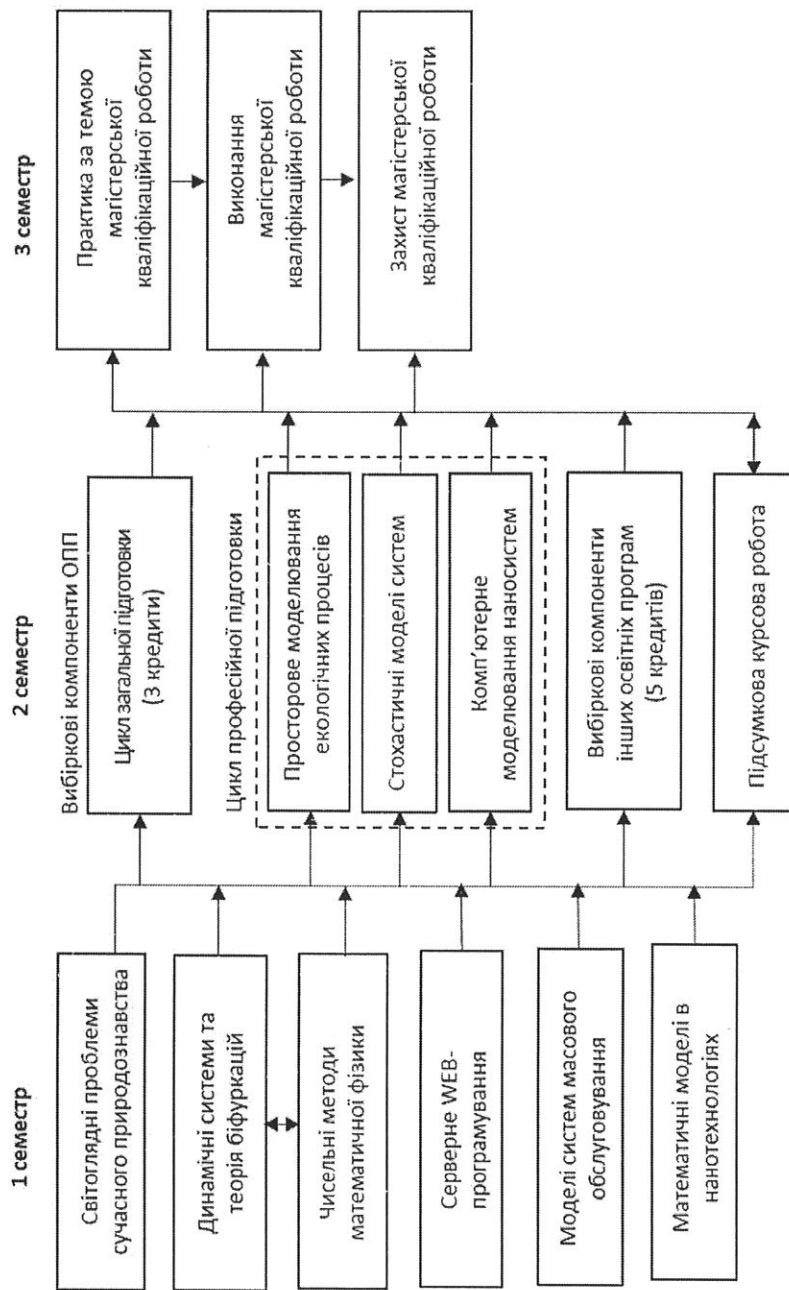 1 семестр
Світоглядні проблеми
сучасного природознавства
Динамічні системи та
теорія біфуркацій
Чисельні методи
математичної фізики
Серверне WEB-
програмування
Моделі систем масового
обслуговування
Математичні моделі в
нанотехнологіях
2 семестр
Вибіркові компоненти ОПП
Цикл загальної підготовки
(3 кредити)
Цикл професійної підготовки
Просторове моделювання
екологічних процесів
Стохастичні моделі систем
Комп'ютерне
моделювання наносистем
Вибіркові компоненти
інших освітніх програм
(5 кредитів)
Підсумкова курсова робота
3 семестр
Практика за темою
магістерської
кваліфікаційної роботи
Виконання
магістерської
кваліфікаційної роботи
Захист магістерської
кваліфікаційної роботи